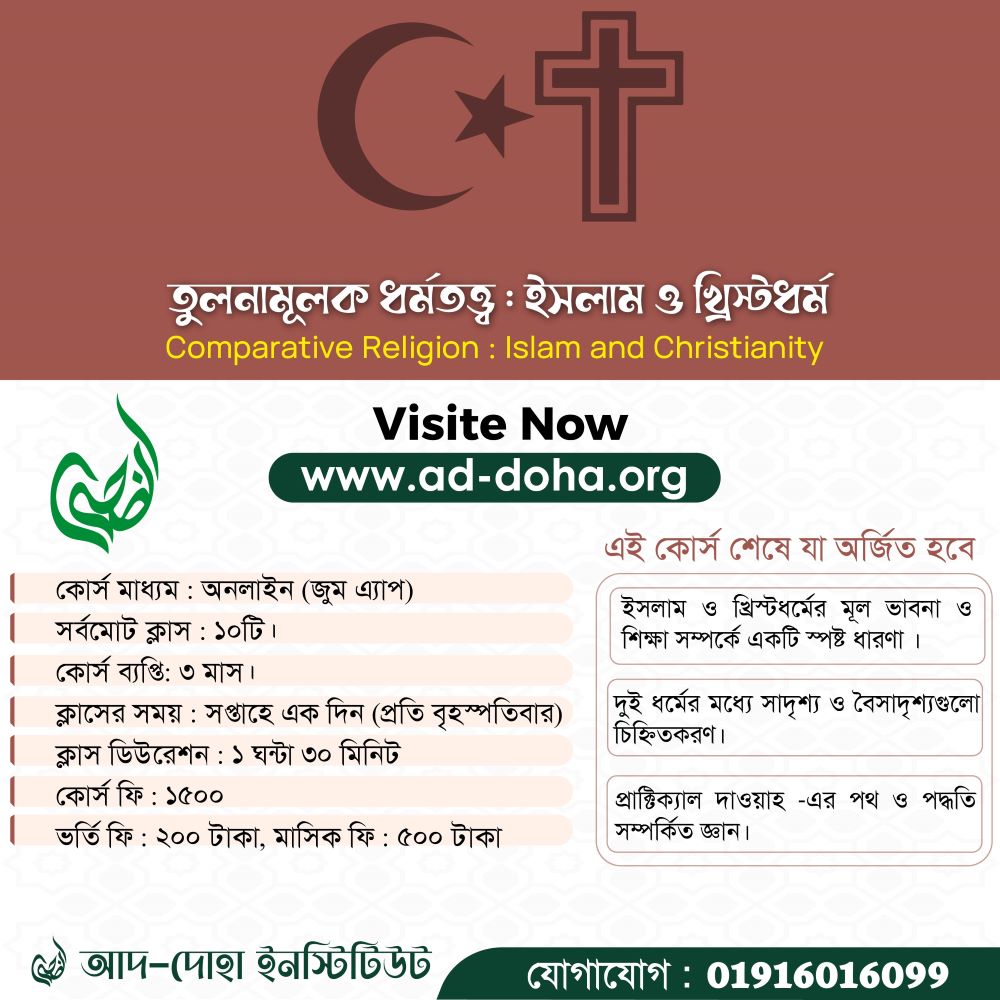 তুলনামূলক ধর্মতত্ত্ব : ইসলাম ও খ্রিস্টধর্ম
Comparative Religion : Islam and Christianity
Visite Now
www.ad-doha.org
কোর্স মাধ্যম : অনলাইন (জুম এ্যাপ)
সর্বমোট ক্লাস : ১০টি।
কোর্স ব্যপ্তি: ৩ মাস।
ক্লাসের সময় : সপ্তাহে এক দিন (প্রতি বৃহস্পতিবার)
ক্লাস ডিউরেশন : ১ ঘন্টা ৩০ মিনিট
কোর্স ফি : ১৫০০
ভর্তি ফি : ২০০ টাকা, মাসিক ফি : ৫০০ টাকা
এই কোর্স শেষে যা অর্জিত হবে
ইসলাম ও খ্রিস্টধর্মের মূল ভাবনা ও
শিক্ষা সম্পর্কে একটি স্পষ্ট ধারণা ।
দুই ধর্মের মধ্যে সাদৃশ্য ও বৈসাদৃশ্যগুলো
চিহ্নিতকরণ।
প্রাক্টিক্যাল দাওয়াহ -এর পথ ও পদ্ধতি
সম্পর্কিত জ্ঞান।
আদ-দোহা ইনস্টিটিউট
যোগাযোগ : 01916016099